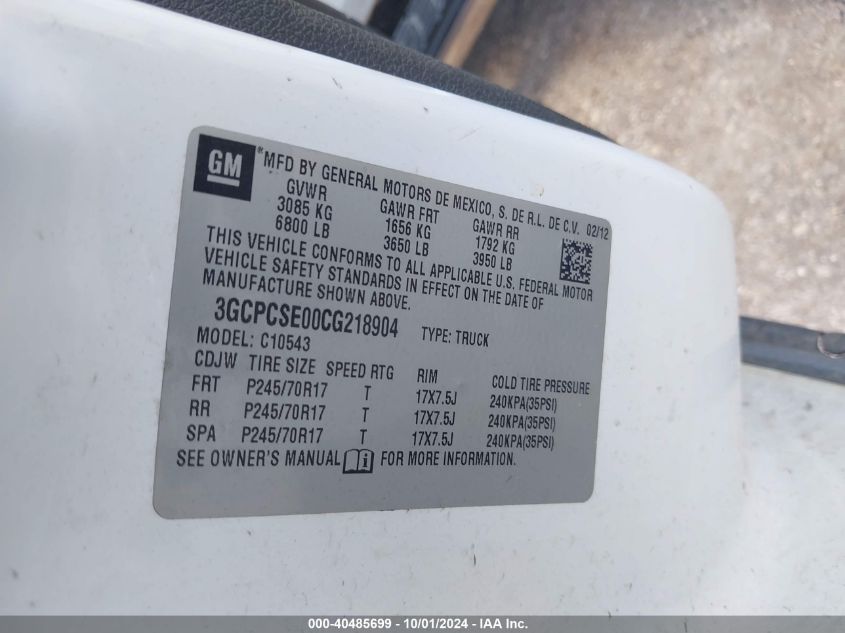 GM
*MFD BY GENERAL MOTORS DE MEXICO, S. DE R.L. DE C.V. 02/12
GVWR GAWR FRT GAWR RR
3085 KG 1656 KG 1792 KG
6800 LB 3650 LB 3950 LB
THIS VEHICLE CONFORMS TO ALL APPLICABLE U.S. FEDERAL MOTOR
VEHICLE SAFETY STANDARDS IN EFFECT ON THE DATE OF
MANUFACTURE SHOWN ABOVE.
3GCPCSE00CG218904 TYPE: TRUCK
MODEL: C10543
CDJW TIRE SIZE SPEED RTG RIM COLD TIRE PRESSURE
FRT P245/70R17 T 17X7.5J 240KPA(35PSI)
RR P245/70R17 T 17X7.5J 240KPA(35PSI)
SPA P245/70R17 T 17X7.5J 240KPA(35PSI)
SEE OWNER'S MANUAL i FOR MORE INFORMATION.
000-40485699 - 10/01/2024 - IAA Inc.